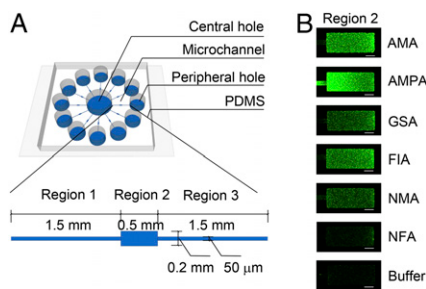 A
Central hole
Microchannel
Peripheral hole
PDMS
Region 1
Region 2
Region 3
1.5 mm
0.5 mm
1.5 mm
0.2 mm
50 μm
B
Region 2
AMA
AMPA
GSA
FIA
NMA
NFA
Buffer